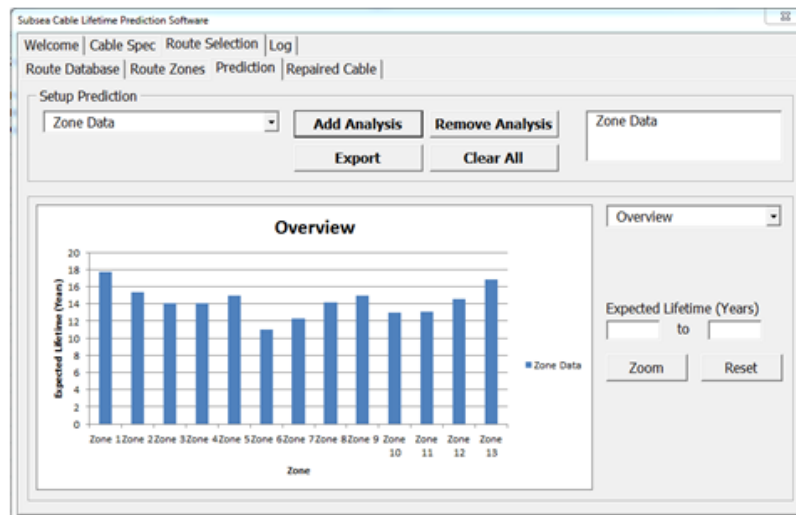 Subsea Cable Lifetime Prediction Software
Welcome Cable Spec Route Selection Log
Route Database Route Zones Prediction Repaired Cable
Setup Prediction
Zone Data Add Analysis Remove Analysis Zone Data
Export Clear All
Overview
Overview
Expected Lifetime (Years)
20
18
16
14
12
10
8
6
4
2
0
Zone 1 Zone 2 Zone 3 Zone 4 Zone 5 Zone 6 Zone 7 Zone 8 Zone 9 Zone 10 Zone 11 Zone 12 Zone 13
Zone
Zone Data
Expected Lifetime (Years)
to
Zoom Reset